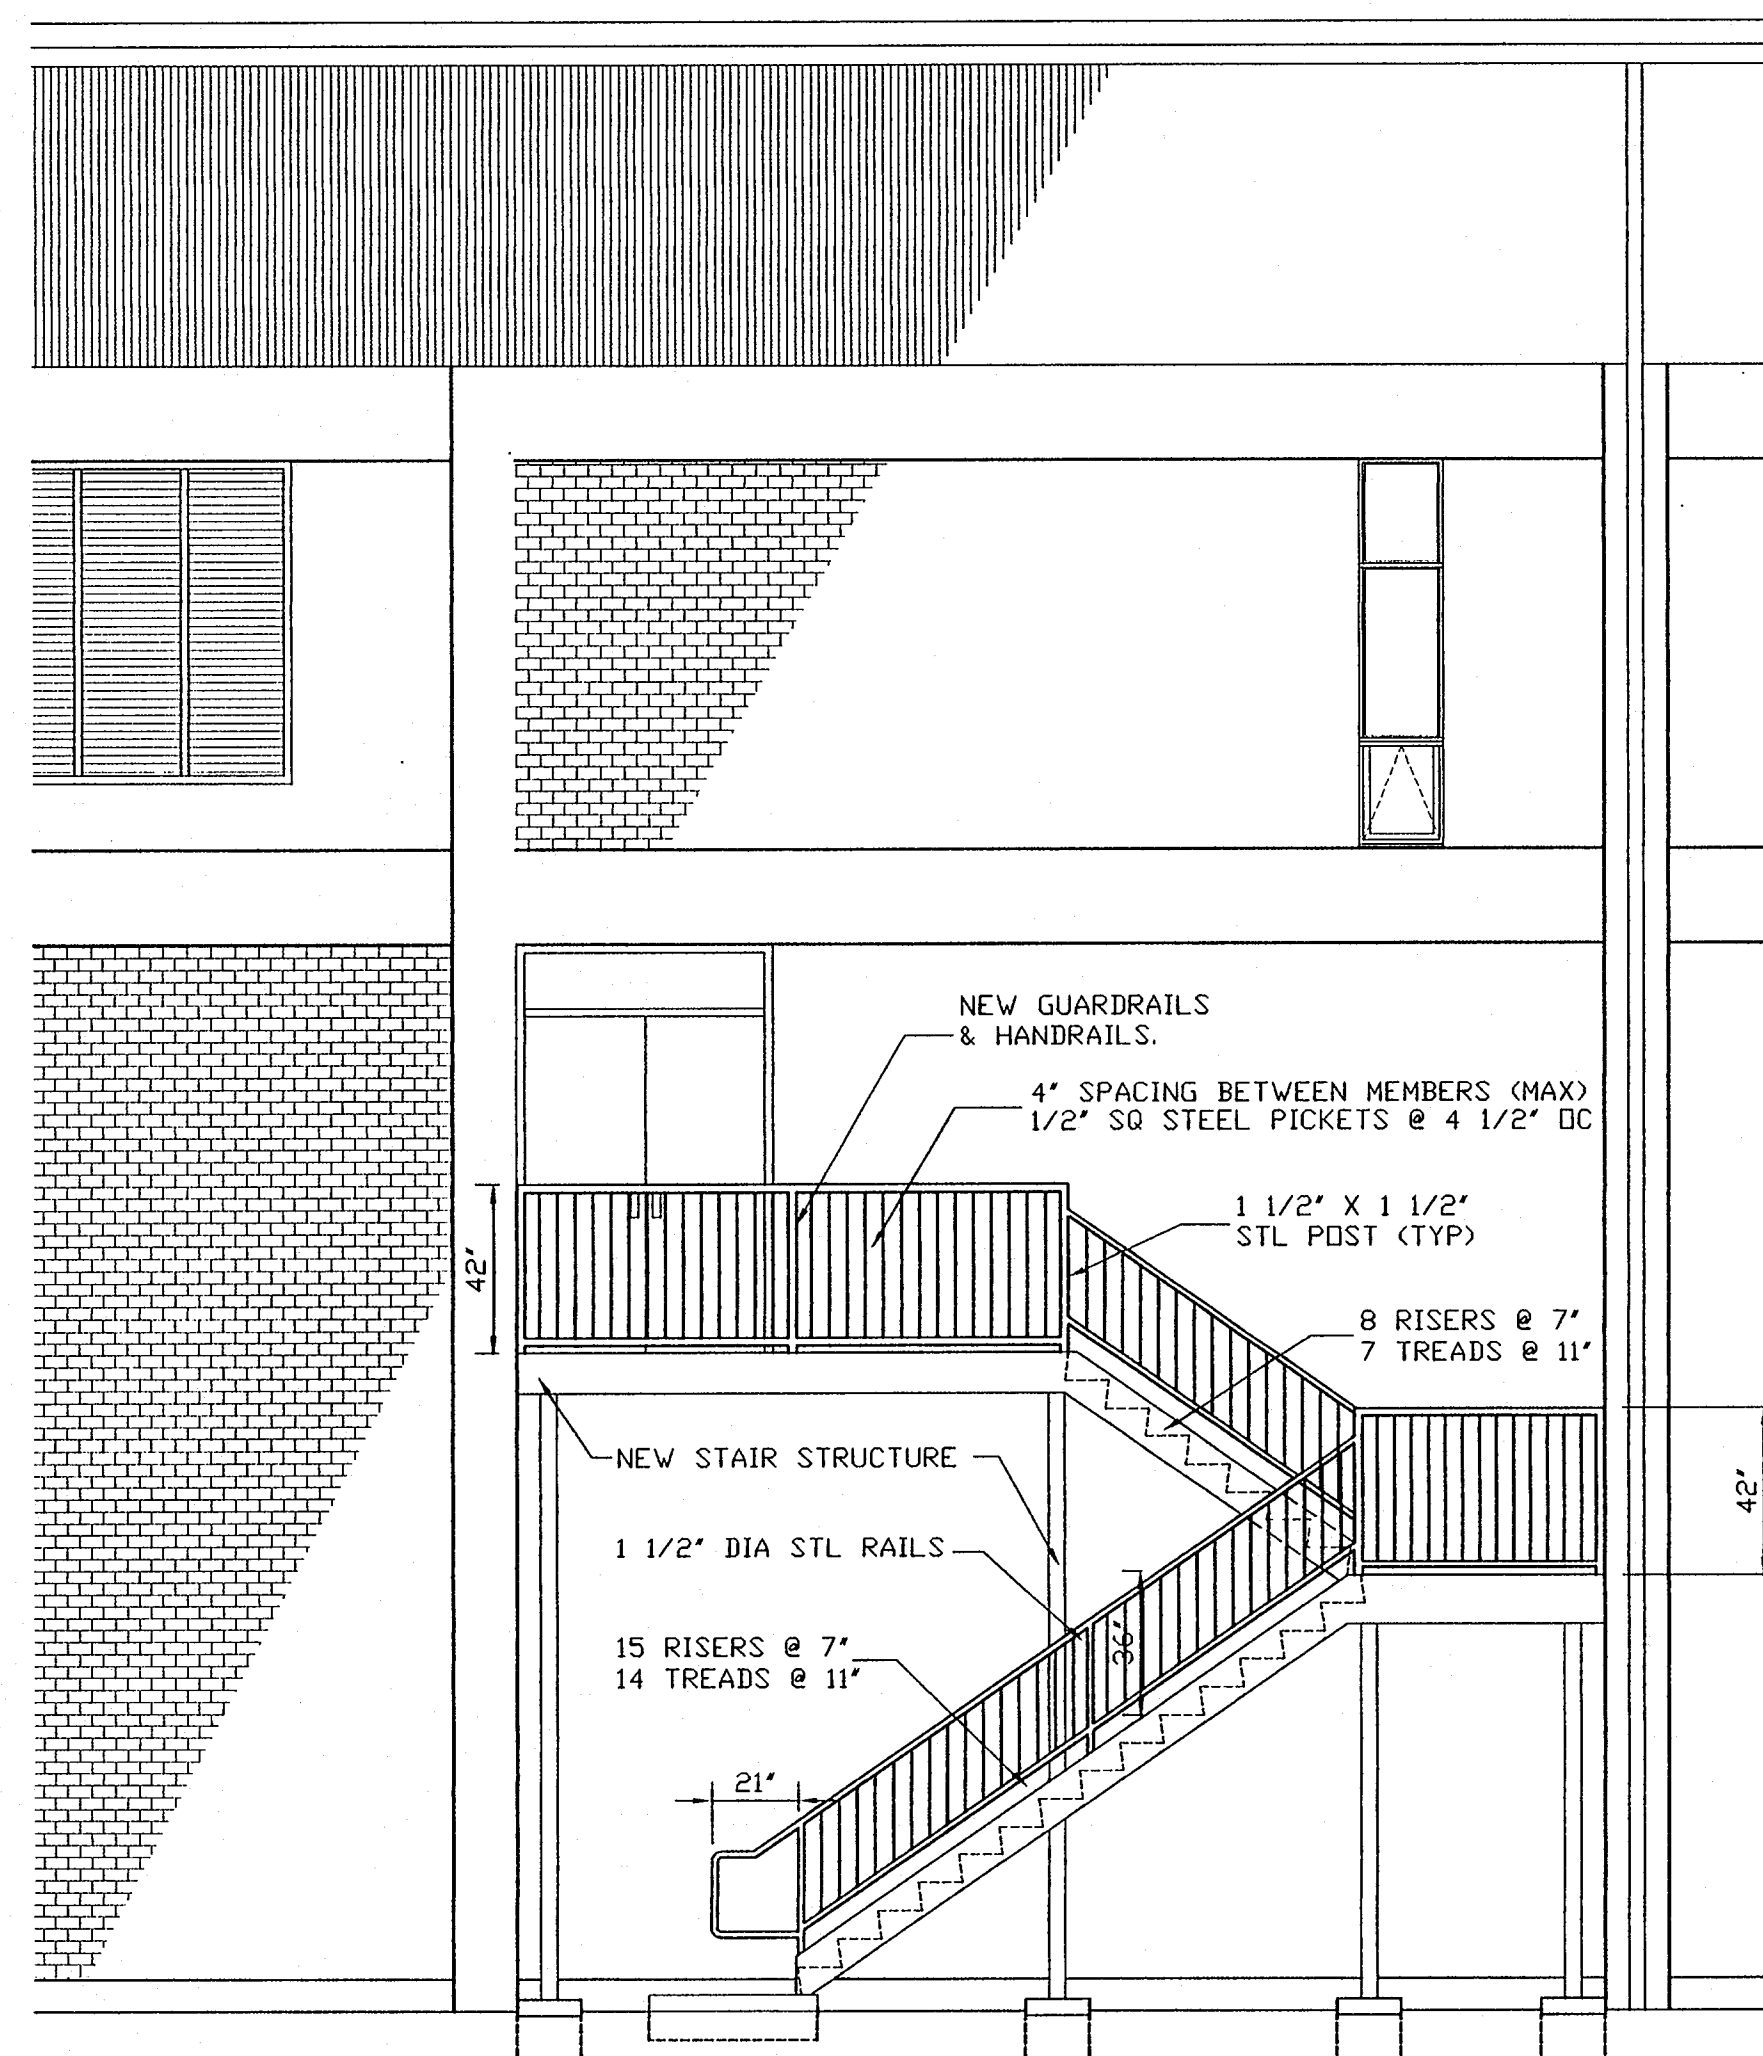 NEW GUARDRAILS
& HANDRAILS.
4" SPACING BETWEEN MEMBERS (MAX)
1/2" SQ STEEL PICKETS @ 4 1/2" OC
1 1/2" X 1 1/2"
STL POST (TYP)
42"
8 RISERS @ 7"
7 TREADS @ 11"
NEW STAIR STRUCTURE
42"
1 1/2" DIA STL RAILS
36"
15 RISERS @ 7"
14 TREADS @ 11"
21"